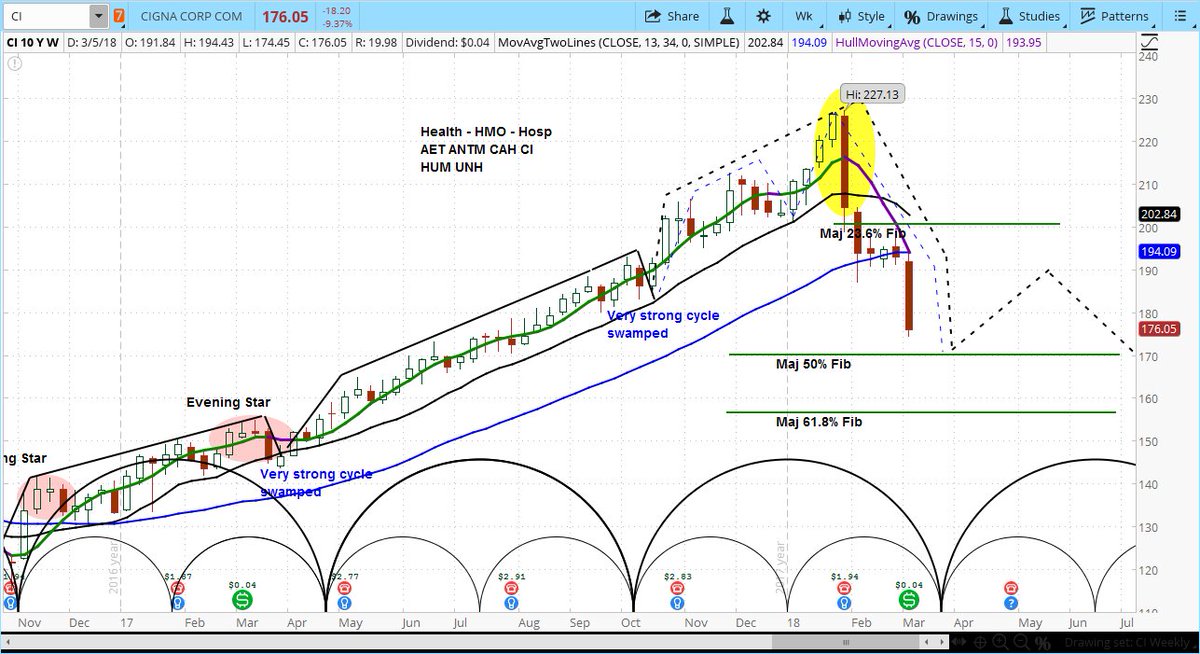 CI
7
CIGNA CORP COM
176.05
-18.20
-9.37%
Share
Wk
Style
% Drawings
Studies
Patterns
CI 10 Y W
D: 3/5/18
O: 191.84
H: 194.43
L: 174.45
C: 176.05
R: 19.98
Dividend: $0.04
MovAvgTwoLines (CLOSE, 13, 34, 0, SIMPLE)
202.84
194.09
HullMovingAvg (CLOSE, 15, 0)
193.95
240
230
220
210
202.84
200
194.09
190
180
176.05
170
160
150
140
130
120
110
Hi: 227.13
Health - HMO - Hosp
AET ANTM CAH CI
HUM UNH
Maj 23.6% Fib
Very strong cycle
swamped
Maj 50% Fib
Evening Star
Maj 61.8% Fib
ng Star
Very strong cycle
swamped
2016 year
2017 year
$1.67
$0.04
$2.77
$2.91
$2.83
$1.94
$0.04
Nov
Dec
17
Feb
Mar
Apr
May
Jun
Jul
Aug
Sep
Oct
Nov
Dec
18
Feb
Mar
Apr
May
Jun
Jul
Drawing set: CI Weekly